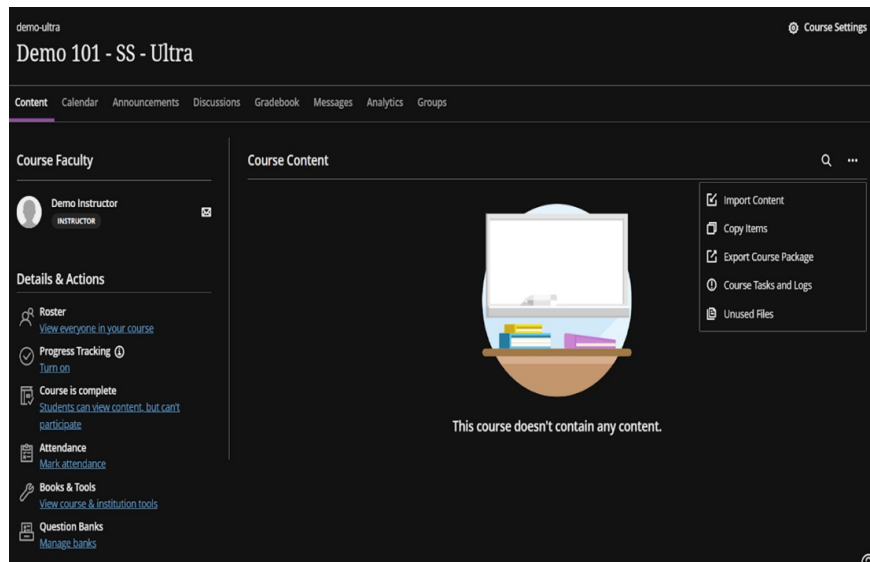 demo-ultra
Course Settings
Demo 101 - SS - Ultra
Content Calendar Announcements Discussions Gradebook Messages Analytics Groups
Course Faculty
Demo Instructor
INSTRUCTOR
Details & Actions
Roster
View everyone in your course
Progress Tracking
Turn on
Course is complete
Students can view content, but can't
participate
Attendance
Mark attendance
Books & Tools
View course & institution tools
Question Banks
Manage banks
Course Content
Import Content
Copy Items
Export Course Package
Course Tasks and Logs
Unused Files
This course doesn't contain any content.